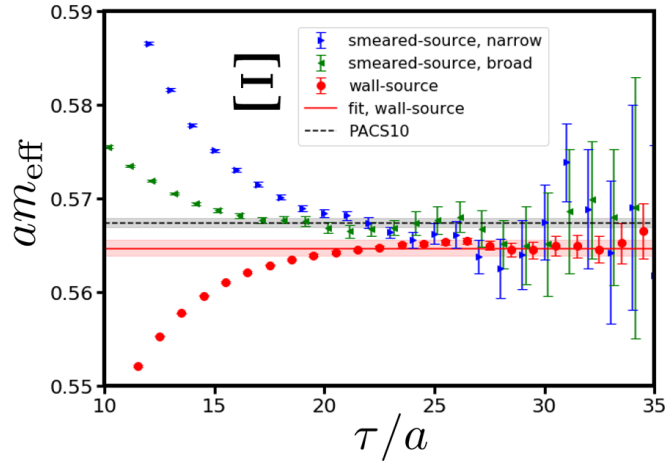 0.59
0.58
0.57
0.56
0.55
am_eff
Ξ
smeared-source, narrow
smeared-source, broad
wall-source
fit, wall-source
PACS10
10 15 20 25 30 35
τ/a